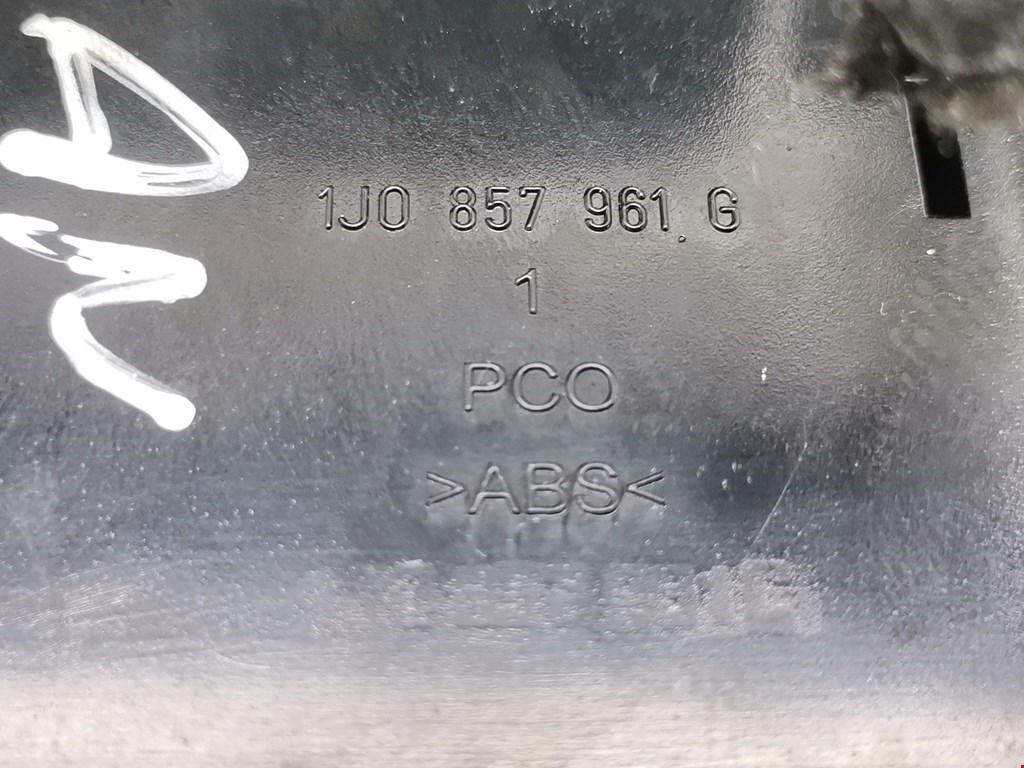 1J0 857 961 G
1
PCO
>ABS<